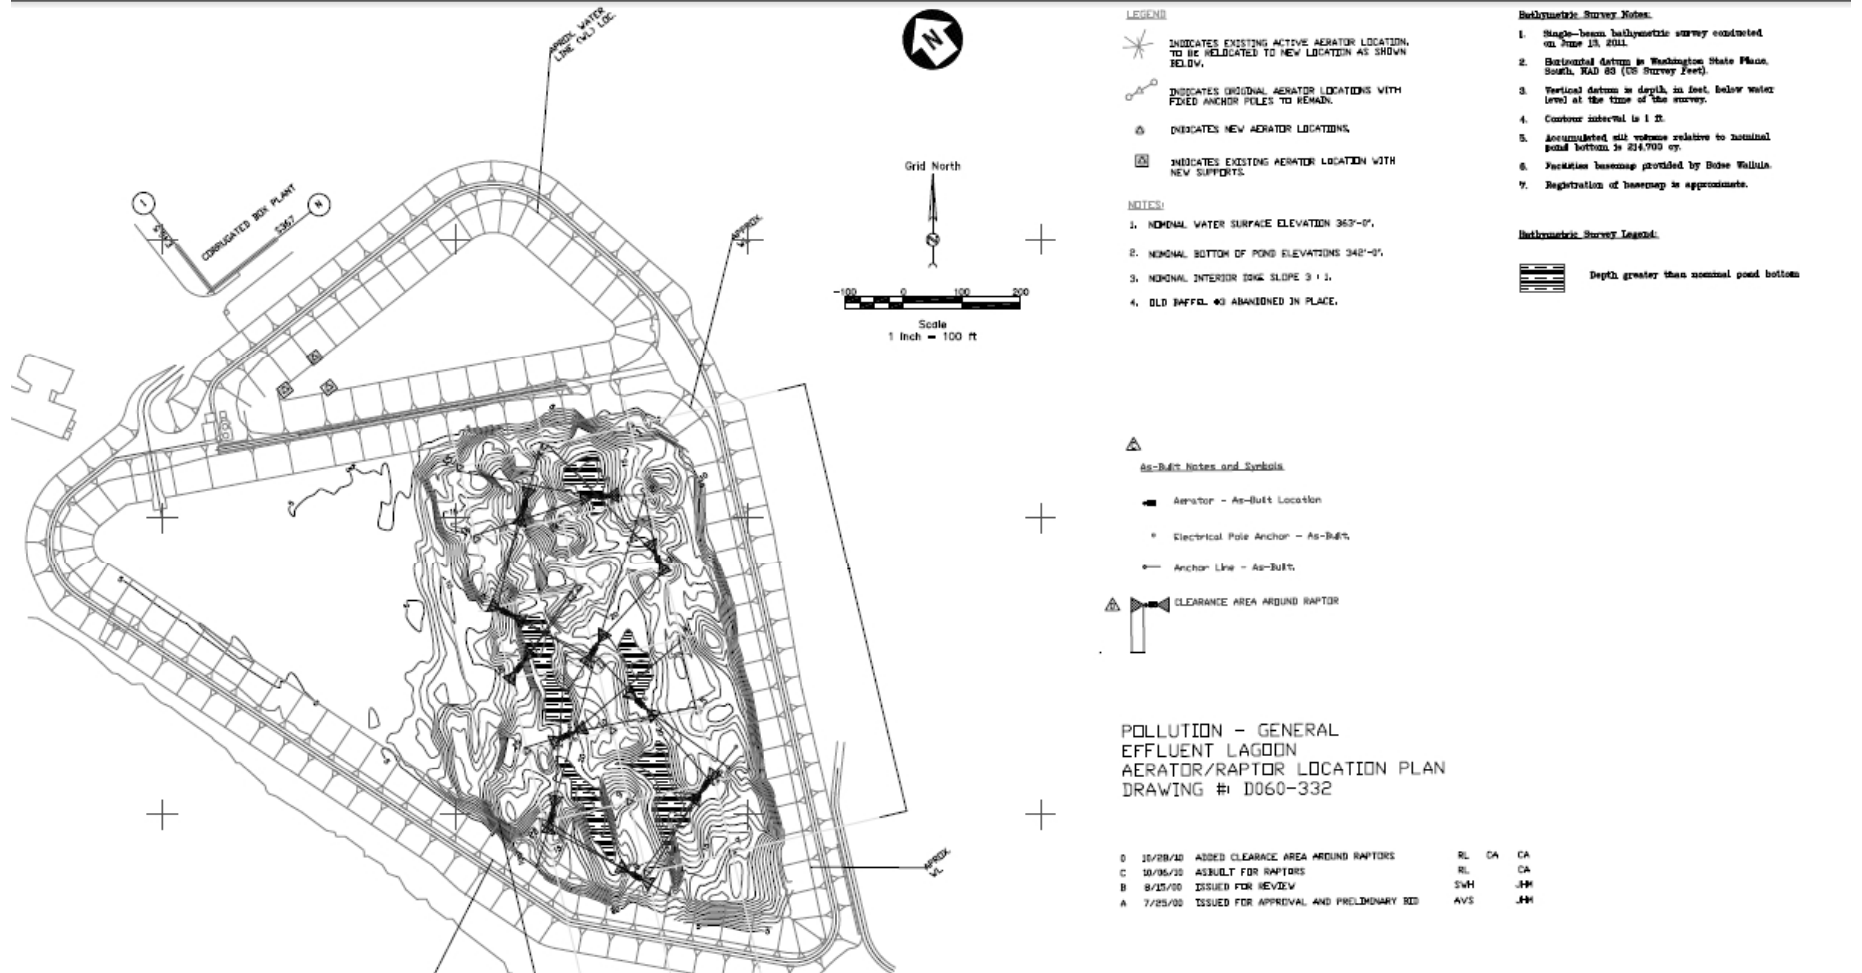 APROX. WATER
LINE (WL) LOC.
N
Grid North
N
-100 0 100 200
Scale
1 Inch = 100 ft
I
N
CORRUGATED BOX PLANT
S367
APPROX.
WL
APROX.
WL
LEGEND
INDICATES EXISTING ACTIVE AERATOR LOCATION,
TO BE RELOCATED TO NEW LOCATION AS SHOWN
BELOW.
INDICATES ORIGINAL AERATOR LOCATIONS WITH
FIXED ANCHOR POLES TO REMAIN.
INDICATES NEW AERATOR LOCATIONS.
INDICATES EXISTING AERATOR LOCATION WITH
NEW SUPPORTS.
NOTES:
1. NOMINAL WATER SURFACE ELEVATION 363'-0".
2. NOMINAL BOTTOM OF POND ELEVATIONS 342'-0".
3. NOMINAL INTERIOR DIKE SLOPE 3 : 1.
4. OLD BAFFEL #3 ABANDONED IN PLACE.
Bathymetric Survey Notes:
1. Single-beam bathymetric survey conducted
on June 13, 2011.
2. Horizontal datum is Washington State Plane,
South, NAD 83 (US Survey Feet).
3. Vertical datum is depth, in feet, below water
level at the time of the survey.
4. Contour interval is 1 ft.
5. Accumulated silt volume relative to nominal
pond bottom is 214,700 cy.
6. Facilities basemap provided by Boise Wallula.
7. Registration of basemap is approximate.
Bathymetric Survey Legend:
Depth greater than nominal pond bottom
As-Built Notes and Symbols
Aerator - As-Built Location
Electrical Pole Anchor - As-Built.
Anchor Line - As-Built.
CLEARANCE AREA AROUND RAPTOR
POLLUTION - GENERAL
EFFLUENT LAGOON
AERATOR/RAPTOR LOCATION PLAN
DRAWING #: D060-332
D 10/28/10 ADDED CLEARACE AREA AROUND RAPTORS RL CA CA
C 10/06/10 ASBUILT FOR RAPTORS RL CA
B 8/15/00 ISSUED FOR REVIEW SWH JHM
A 7/25/00 ISSUED FOR APPROVAL AND PRELIMINARY BID AVS JHM